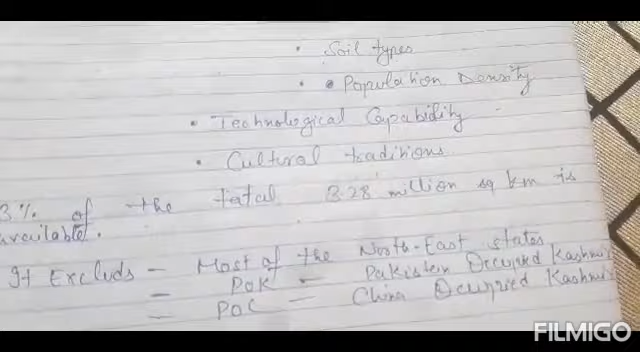 • Soil types
• Population Density
• Technological Capability
• Cultural traditions
3% of the total 3.28 million sq km is
available.
It Excluds – Most of the North-East states
– POK – Pakistan Occupied Kashmir
– POC – China Occupied Kashmir
FILMIGO